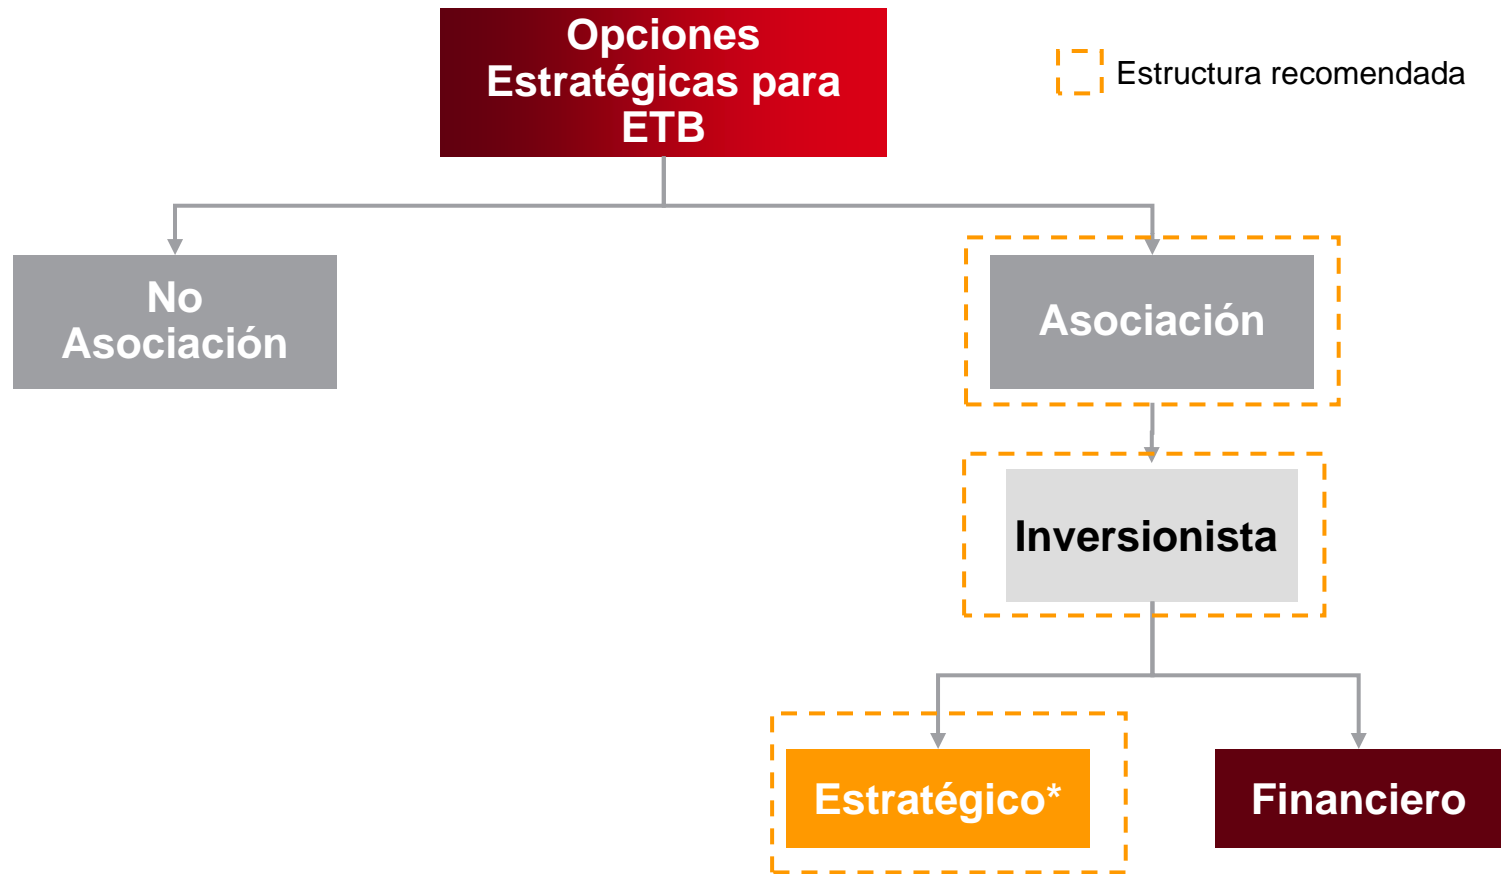 Opciones
Estratégicas para
ETB
Estructura recomendada
No
Asociación
Asociación
Inversionista
Estratégico*
Financiero